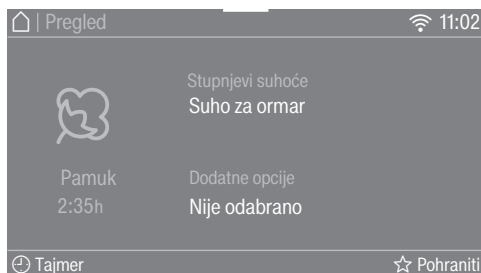 | Pregled 11:02
Stupnjevi suhoće
Suho za ormar
Pamuk
2:35h
Dodatne opcije
Nije odabrano
Tajmer
Pohraniti